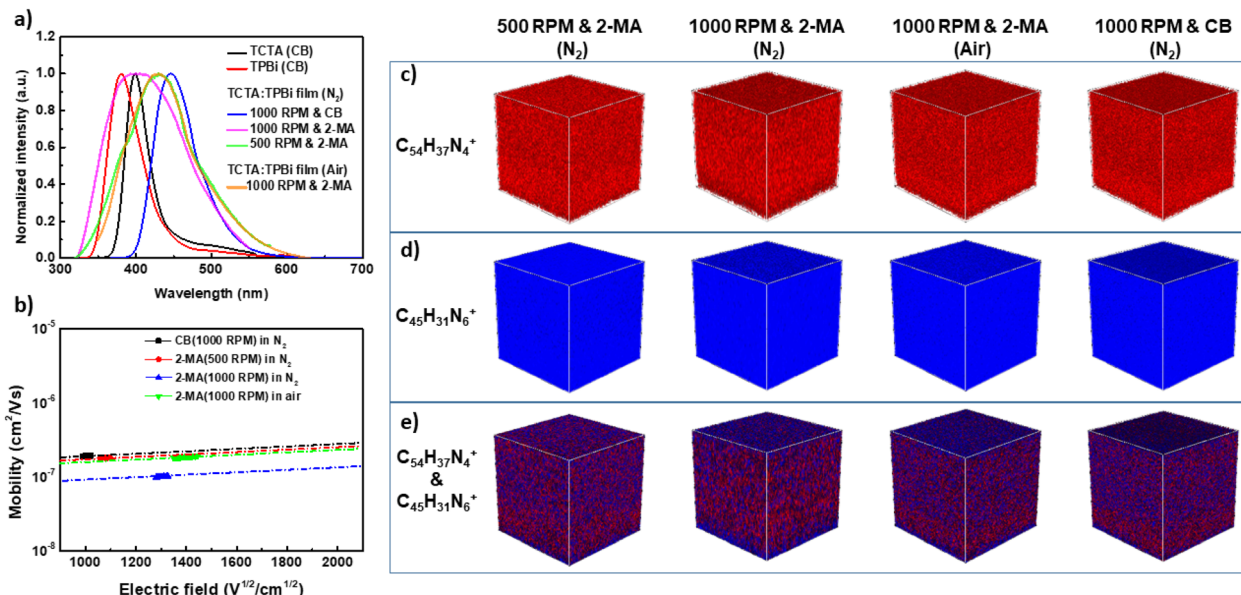 a)
Normalized intensity (a.u.)
1.2
1.0
0.8
0.6
0.4
0.2
0.0
300 400 500 600 700
Wavelength (nm)
TCTA (CB)
TPBi (CB)
TCTA:TPBi film (N₂)
1000 RPM & CB
1000 RPM & 2-MA
500 RPM & 2-MA
TCTA:TPBi film (Air)
1000 RPM & 2-MA
b)
Mobility (cm²/Vs)
10⁻⁵
10⁻⁶
10⁻⁷
10⁻⁸
1000 1200 1400 1600 1800 2000
Electric field (V¹/²/cm¹/²)
CB(1000 RPM) in N₂
2-MA(500 RPM) in N₂
2-MA(1000 RPM) in N₂
2-MA(1000 RPM) in air
500 RPM & 2-MA
(N₂)
1000 RPM & 2-MA
(N₂)
1000 RPM & 2-MA
(Air)
1000 RPM & CB
(N₂)
c)
C₅₄H₃₇N₄⁺
d)
C₄₅H₃₁N₆⁺
e)
C₅₄H₃₇N₄⁺
&
C₄₅H₃₁N₆⁺